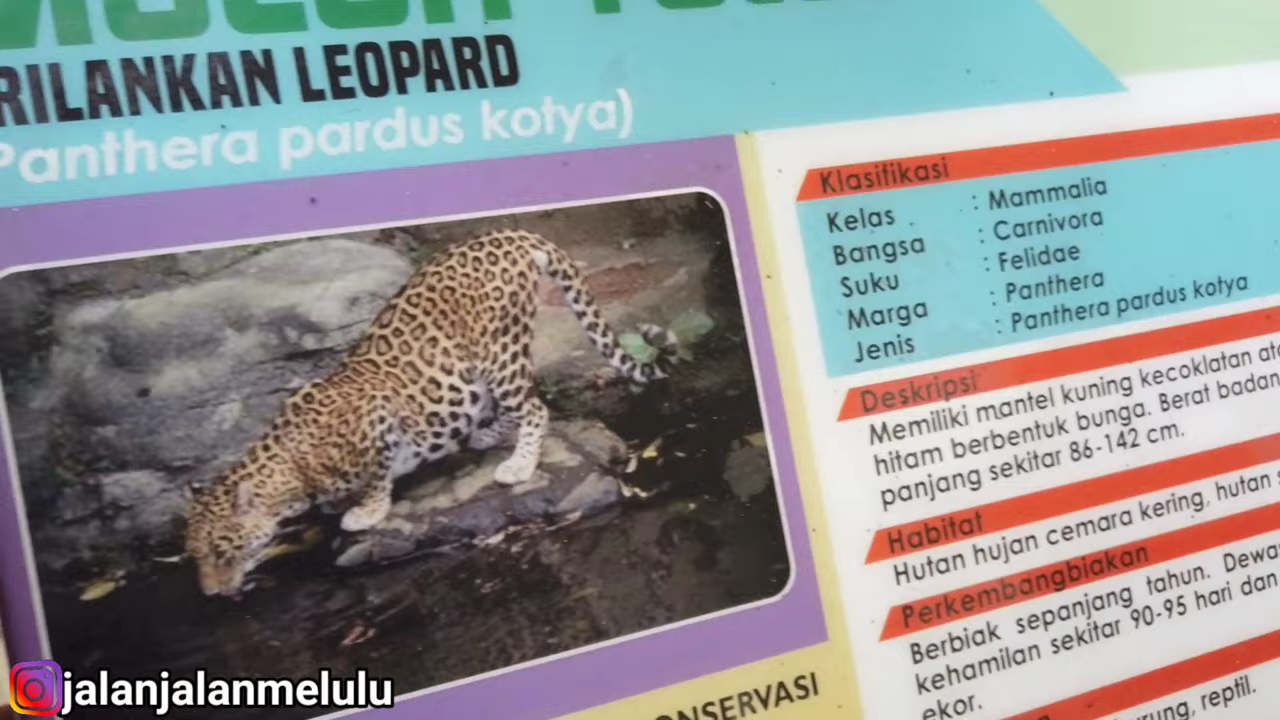 RILANKAN LEOPARD
Panthera pardus kotya)
Klasifikasi
Kelas : Mammalia
Bangsa : Carnivora
Suku : Felidae
Marga : Panthera
Jenis : Panthera pardus kotya
Deskripsi
Memiliki mantel kuning kecoklatan
hitam berbentuk bunga. Berat badan
panjang sekitar 86-142 cm.
Habitat
Hutan hujan cemara kering, hutan
Perkembangbiakan
Berbiak sepanjang tahun.
kehamilan sekitar 90-95 hari dan
ekor.
reptil.
ONSERVASI
jalanjalanmelulu